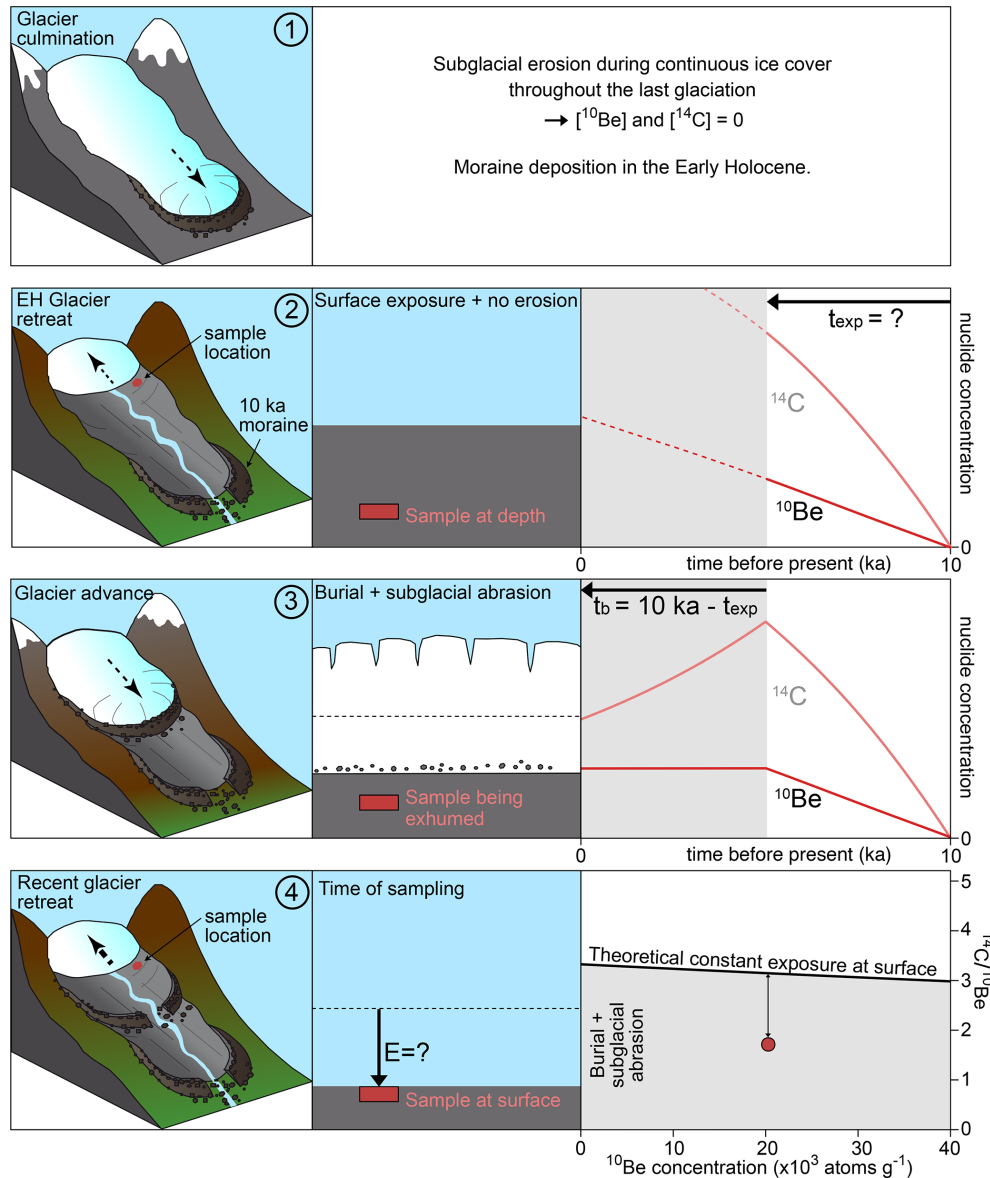 Glacier
culmination
1
Subglacial erosion during continuous ice cover
throughout the last glaciation
→ [¹⁰Be] and [¹⁴C] = 0
Moraine deposition in the Early Holocene.
EH Glacier
retreat
2
sample
location
10 ka
moraine
Surface exposure + no erosion
Sample at depth
t_exp = ?
¹⁴C
¹⁰Be
nuclide concentration
0
0
time before present (ka)
10
Glacier advance
3
Burial + subglacial abrasion
Sample being
exhumed
t_b = 10 ka - t_exp
¹⁴C
¹⁰Be
nuclide concentration
0
0
time before present (ka)
10
Recent glacier
retreat
4
sample
location
Time of sampling
E=?
Sample at surface
Theoretical constant exposure at surface
Burial +
subglacial
abrasion
5
4
3
2
1
0
¹⁴C/¹⁰Be
0
10
20
30
40
¹⁰Be concentration (x10³ atoms g⁻¹)